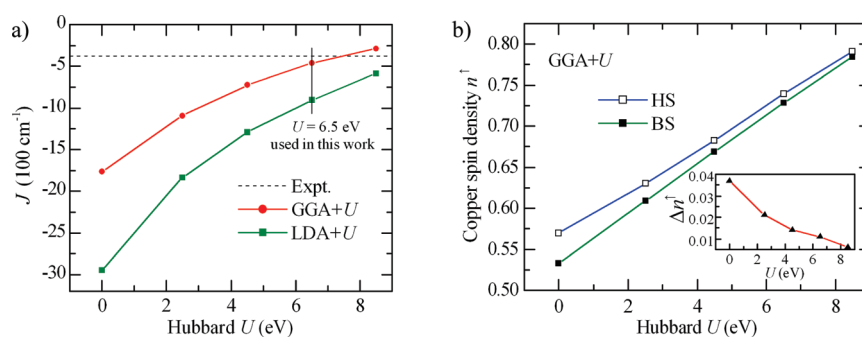 a)
J (100 cm⁻¹)
0
-5
-10
-15
-20
-25
-30
U = 6.5 eV
used in this work
Expt.
GGA+U
LDA+U
0 2 4 6 8
Hubbard U (eV)
b)
Copper spin density n↑
0.80
0.75
0.70
0.65
0.60
0.55
0.50
GGA+U
HS
BS
Δn↑
0.04
0.03
0.02
0.01
0 2 4 6 8
U (eV)
0 2 4 6 8
Hubbard U (eV)